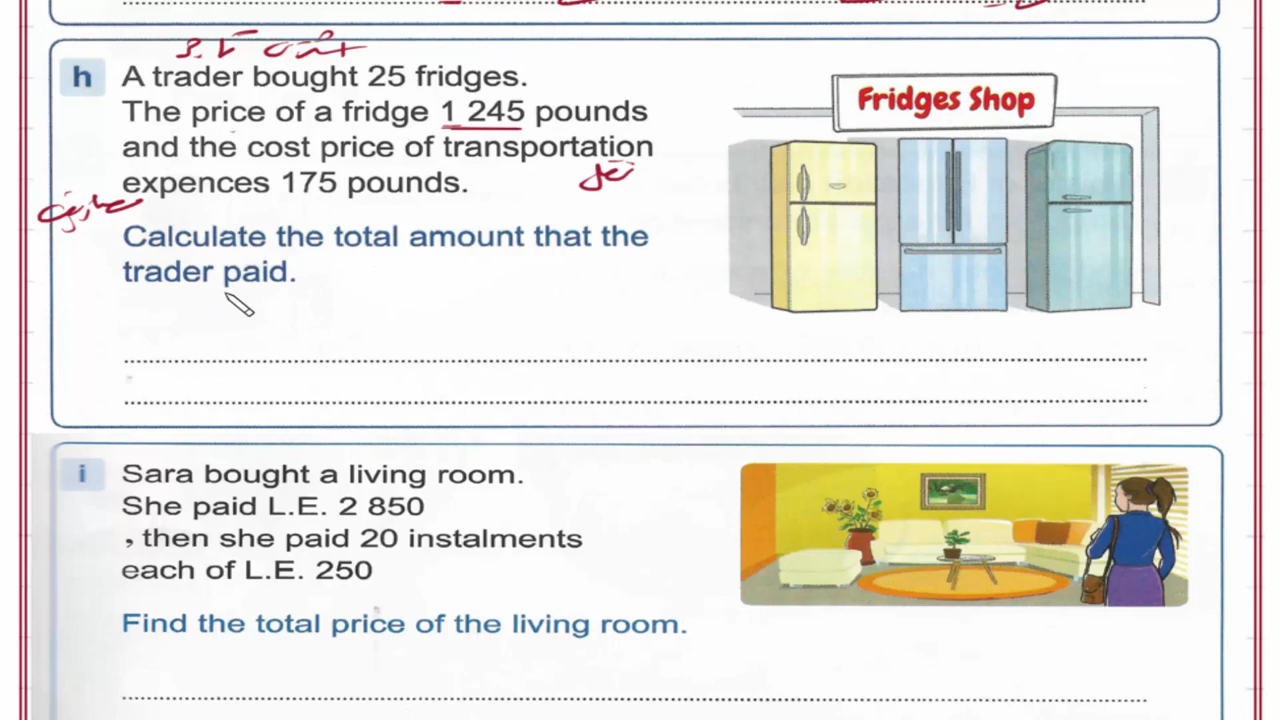 h
A trader bought 25 fridges.
The price of a fridge 1 245 pounds
and the cost price of transportation
expences 175 pounds.
Calculate the total amount that the
trader paid.
Fridges Shop
i
Sara bought a living room.
She paid L.E. 2 850
, then she paid 20 instalments
each of L.E. 250
Find the total price of the living room.